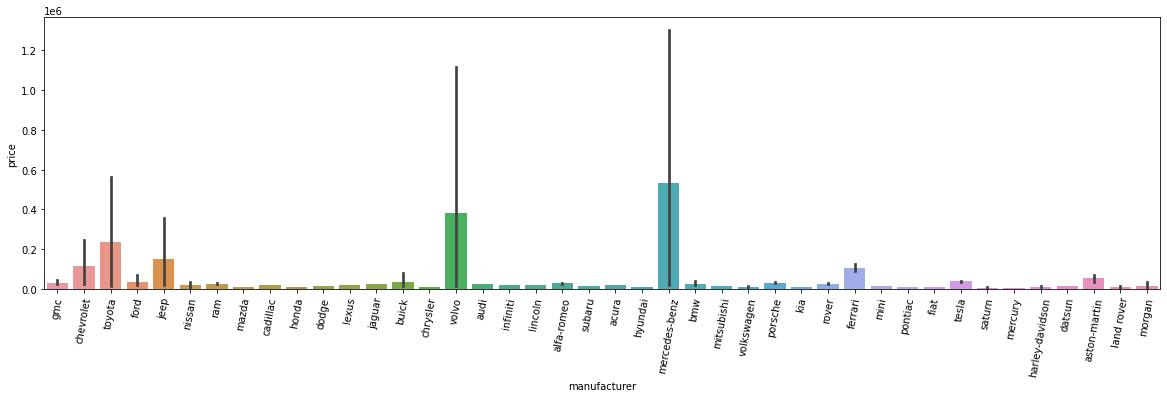 1e6
1.2
1.0
0.8
0.6
0.4
0.2
0.0
price
gmc
chevrolet
toyota
ford
jeep
nissan
ram
mazda
cadillac
honda
dodge
lexus
jaguar
buick
chrysler
volvo
audi
infiniti
lincoln
alfa-romeo
subaru
acura
hyundai
mercedes-benz
bmw
mitsubishi
volkswagen
porsche
kia
rover
ferrari
mini
pontiac
fiat
tesla
saturn
mercury
harley-davidson
datsun
aston-martin
land rover
morgan
manufacturer